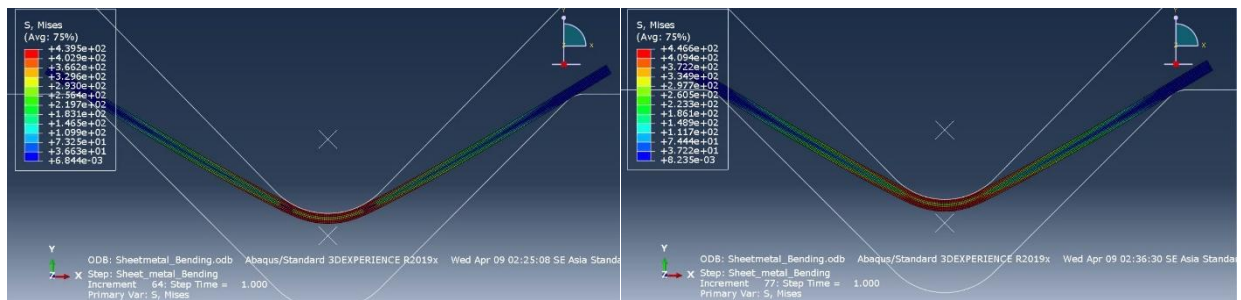 S, Mises
(Avg: 75%)
+4.395e+02
+4.029e+02
+3.662e+02
+3.296e+02
+2.930e+02
+2.564e+02
+2.197e+02
+1.831e+02
+1.465e+02
+1.099e+02
+7.325e+01
+3.663e+01
+6.844e-03
Y
X
Y
Z X
ODB: Sheetmetal_Bending.odb Abaqus/Standard 3DEXPERIENCE R2019x Wed Apr 09 02:25:08 SE Asia Standa
Step: Sheet_metal_Bending
Increment 64: Step Time = 1.000
Primary Var: S, Mises
S, Mises
(Avg: 75%)
+4.466e+02
+4.094e+02
+3.722e+02
+3.349e+02
+2.977e+02
+2.605e+02
+2.233e+02
+1.861e+02
+1.489e+02
+1.117e+02
+7.444e+01
+3.722e+01
+8.235e-03
Y
X
Y
Z X
ODB: Sheetmetal_Bending.odb Abaqus/Standard 3DEXPERIENCE R2019x Wed Apr 09 02:36:30 SE Asia Standa
Step: Sheet_metal_Bending
Increment 77: Step Time = 1.000
Primary Var: S, Mises